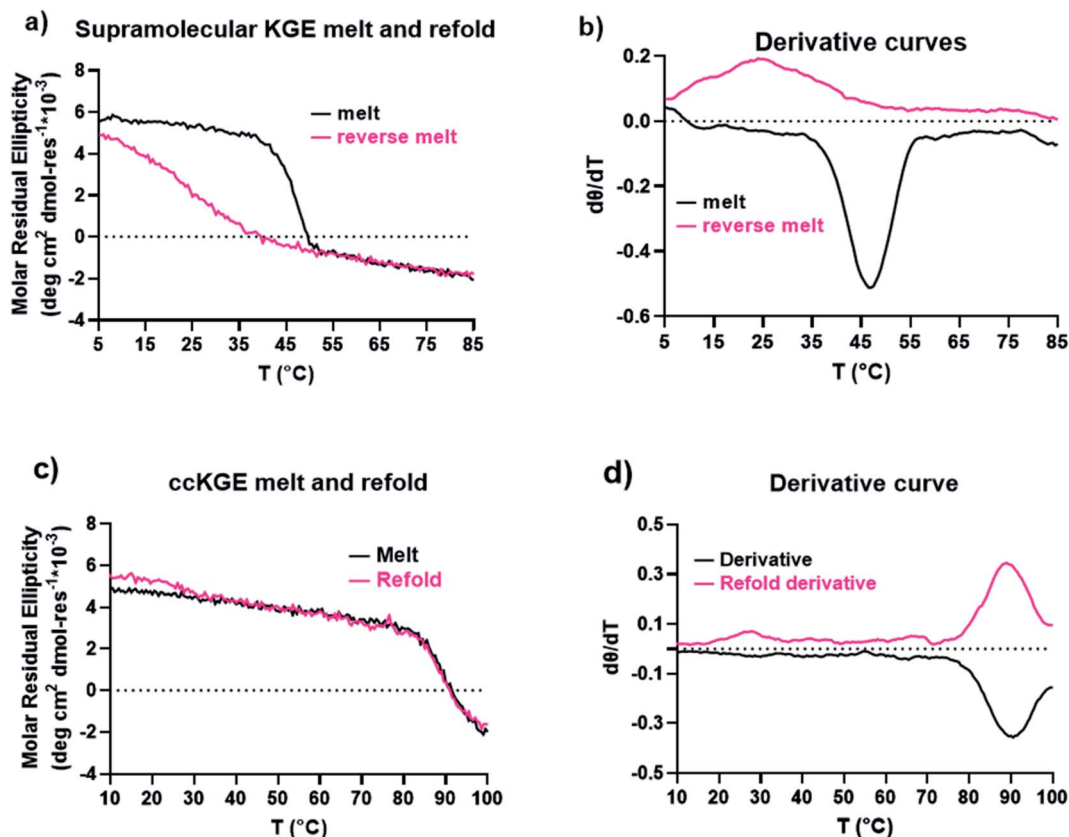 a)
Supramolecular KGE melt and refold
Molar Residual Ellipticity
(deg cm² dmol-res⁻¹*10⁻³)
8
6
4
2
0
-2
-4
melt
reverse melt
5 15 25 35 45 55 65 75 85
T (°C)
b)
Derivative curves
dθ/dT
0.2
0.0
-0.2
-0.4
-0.6
melt
reverse melt
5 15 25 35 45 55 65 75 85
T (°C)
c)
ccKGE melt and refold
Molar Residual Ellipticity
(deg cm² dmol-res⁻¹*10⁻³)
8
6
4
2
0
-2
-4
Melt
Refold
10 20 30 40 50 60 70 80 90 100
T (°C)
d)
Derivative curve
dθ/dT
0.5
0.3
0.1
-0.1
-0.3
-0.5
Derivative
Refold derivative
10 20 30 40 50 60 70 80 90 100
T (°C)